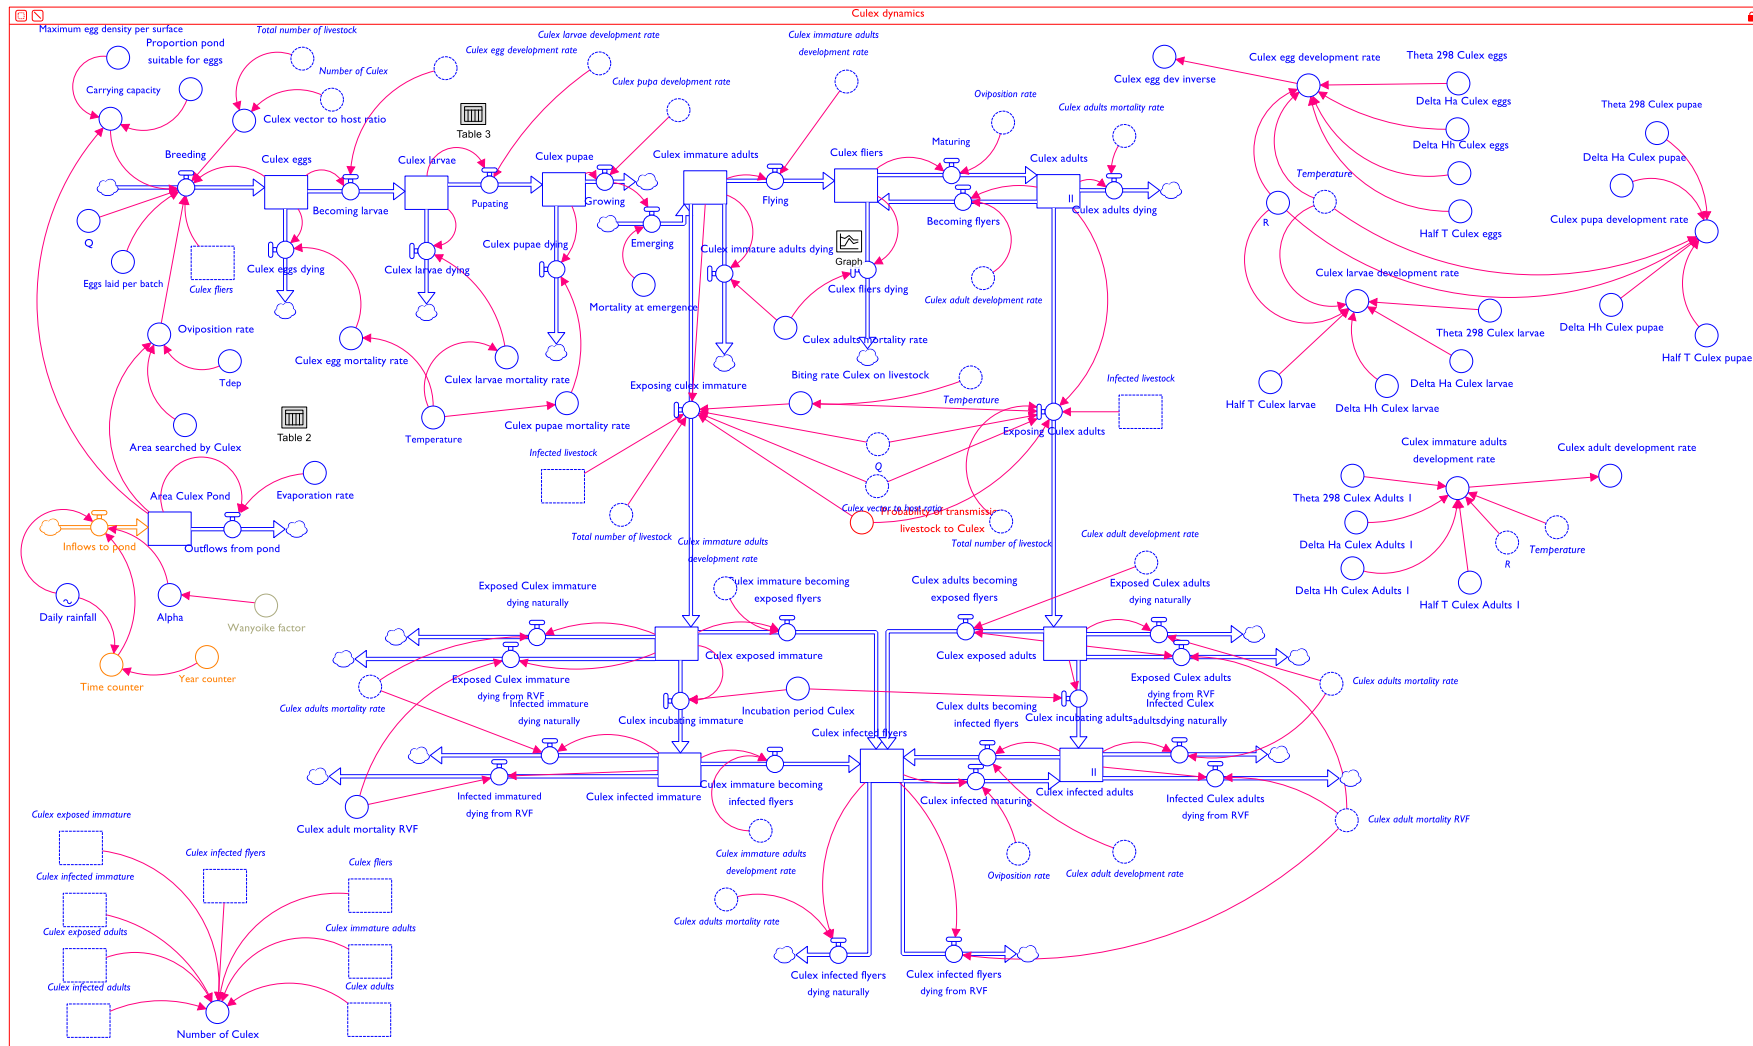 Culex dynamics
Maximum egg density per surface
Proportion pond
suitable for eggs
Total number of livestock
Number of Culex
Culex egg development rate
Culex larvae development rate
Culex pupa development rate
Culex immature adults
development rate
Carrying capacity
Culex vector to host ratio
Table 3
Oviposition rate
Culex adults mortality rate
Culex egg dev inverse
Culex egg development rate
Theta 298 Culex eggs
Delta Ha Culex eggs
Delta Hh Culex eggs
Half T Culex eggs
Theta 298 Culex pupae
Delta Ha Culex pupae
Culex pupa development rate
Temperature
R
Breeding
Culex eggs
Becoming larvae
Culex larvae
Pupating
Culex pupae
Growing
Culex immature adults
Flying
Culex fliers
Maturing
Culex adults
Becoming flyers
Culex adults dying
Q
Eggs laid per batch
Culex fliers
Culex eggs dying
Culex larvae dying
Culex pupae dying
Emerging
Mortality at emergence
Culex immature adults dying
Graph
Culex fliers dying
Culex adult development rate
Culex adults mortality rate
Culex larvae development rate
Theta 298 Culex larvae
Delta Ha Culex larvae
Delta Hh Culex larvae
Half T Culex larvae
Delta Hh Culex pupae
Half T Culex pupae
Oviposition rate
Tdep
Area searched by Culex
Culex egg mortality rate
Culex larvae mortality rate
Temperature
Culex pupae mortality rate
Table 2
Exposing culex immature
Biting rate Culex on livestock
Temperature
Infected livestock
Exposing Culex adults
Infected livestock
Q
Culex vector to host ratio
Probability of transmissic
livestock to Culex
Total number of livestock
Total number of livestock
Culex immature adults
development rate
Culex immature adults
development rate
Culex adult development rate
Theta 298 Culex Adults 1
Delta Ha Culex Adults 1
Delta Hh Culex Adults 1
Half T Culex Adults 1
R
Temperature
Area Culex Pond
Evaporation rate
Inflows to pond
Outflows from pond
Daily rainfall
Alpha
Wanyoike factor
Time counter
Year counter
Exposed Culex immature
dying naturally
Culex immature becoming
exposed flyers
Culex adults becoming
exposed flyers
Culex adult development rate
Exposed Culex adults
dying naturally
Culex exposed immature
Culex exposed adults
Exposed Culex immature
dying from RVF
Exposed Culex adults
dying from RVF
Culex adults mortality rate
Culex adults mortality rate
Infected immature
dying naturally
Culex incubating immature
Incubation period Culex
Culex dults becoming
infected flyers
Culex incubating adults
Infected Culex
adultsdying naturally
Culex infected flyers
Infected immatured
dying from RVF
Culex infected immature
Culex immature becoming
infected flyers
Culex infected maturing
Culex infected adults
Infected Culex adults
dying from RVF
Culex adult mortality RVF
Culex adult mortality RVF
Culex immature adults
development rate
Oviposition rate
Culex adult development rate
Culex adults mortality rate
Culex infected flyers
dying naturally
Culex infected flyers
dying from RVF
Culex exposed immature
Culex infected immature
Culex exposed adults
Culex infected adults
Culex infected flyers
Culex fliers
Culex immature adults
Culex adults
Number of Culex